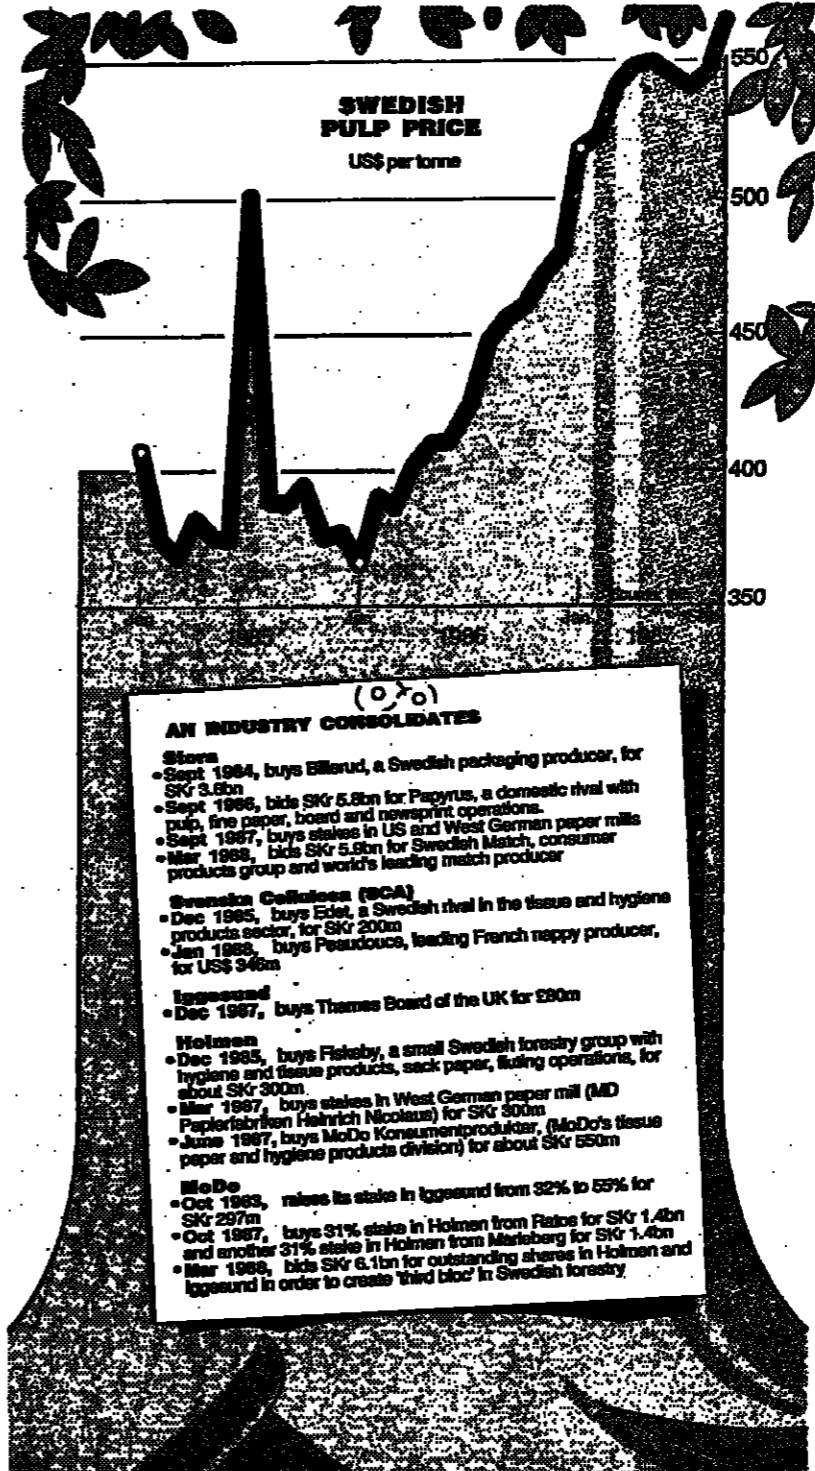 SWEDISH
PULP PRICE
US$ per tonne
550
500
450
400
350
Jan 1985 Jan 1986 Jan 1987
AN INDUSTRY CONSOLIDATES
Stora
• Sept 1984, buys Billerud, a Swedish packaging producer, for
SKr 3.6bn
• Sept 1986, bids SKr 5.8bn for Papyrus, a domestic rival with
pulp, fine paper, board and newsprint operations.
• Sept 1987, buys stakes in US and West German paper mills
• Mar 1988, bids SKr 5.9bn for Swedish Match, consumer
products group and world's leading match producer
Svenska Cellulosa (SCA)
• Dec 1985, buys Edet, a Swedish rival in the tissue and hygiene
products sector, for SKr 200m
• Jan 1988, buys Peaudouce, leading French nappy producer,
for US$ 346m
Iggesund
• Dec 1987, buys Thames Board of the UK for £80m
Holmen
• Dec 1985, buys Fiskeby, a small Swedish forestry group with
hygiene and tissue products, sack paper, fluting operations, for
about SKr 300m
• Mar 1987, buys stakes in West German paper mill (MD
Papierfabriken Heinrich Nicolaus) for SKr 300m
• June 1987, buys MoDo Konsumentprodukter, (MoDo's tissue
paper and hygiene products division) for about SKr 550m
MoDo
• Oct 1983, raises its stake in Iggesund from 32% to 55% for
SKr 297m
• Oct 1987, buys 31% stake in Holmen from Ratos for SKr 1.4bn
and another 31% stake in Holmen from Marieberg for SKr 1.4bn
• Mar 1988, bids SKr 6.1bn for outstanding shares in Holmen and
Iggesund in order to create 'third bloc' in Swedish forestry